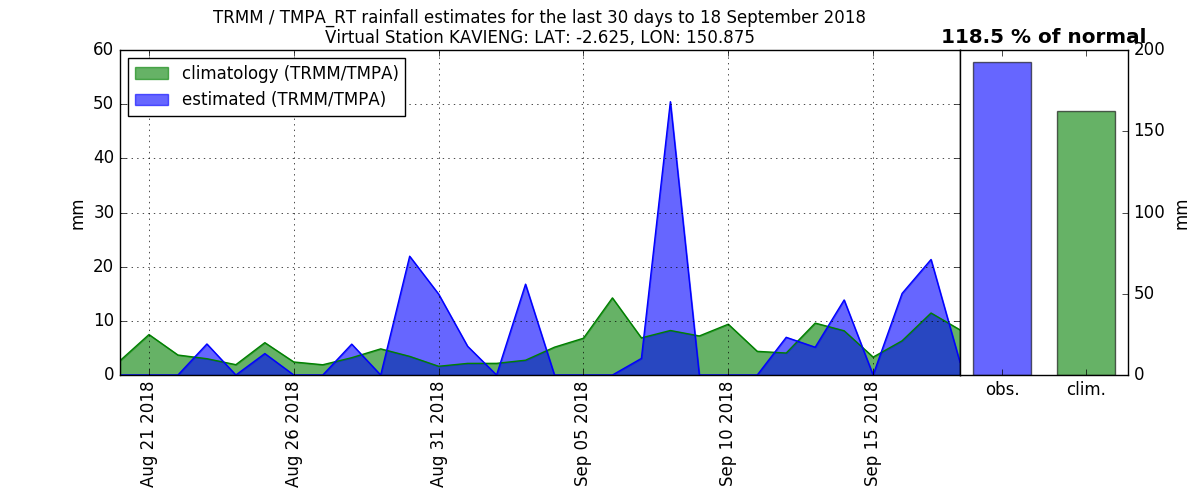 TRMM / TMPA_RT rainfall estimates for the last 30 days to 18 September 2018
Virtual Station KAVIENG: LAT: -2.625, LON: 150.875
118.5 % of normal
climatology (TRMM/TMPA)
estimated (TRMM/TMPA)
60
50
40
30
20
10
0
mm
Aug 21 2018
Aug 26 2018
Aug 31 2018
Sep 05 2018
Sep 10 2018
Sep 15 2018
200
150
100
50
0
mm
obs.
clim.